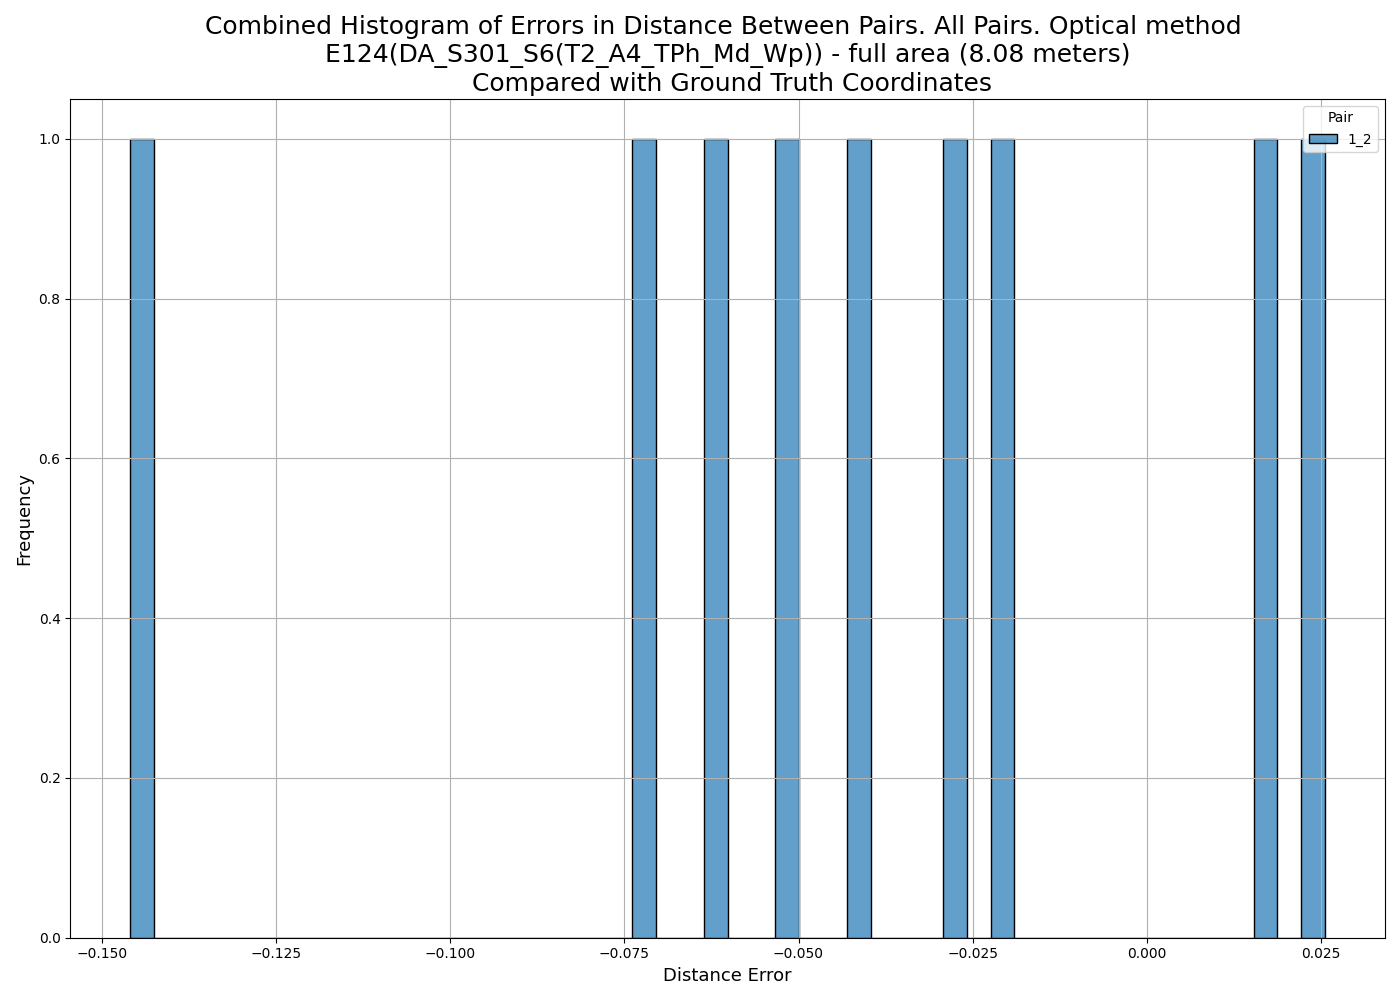 Combined Histogram of Errors in Distance Between Pairs. All Pairs. Optical method
E124(DA_S301_S6(T2_A4_TPh_Md_Wp)) - full area (8.08 meters)
Compared with Ground Truth Coordinates
Pair
1_2
1.0
0.8
0.6
0.4
0.2
0.0
Frequency
−0.150 −0.125 −0.100 −0.075 −0.050 −0.025 0.000 0.025
Distance Error